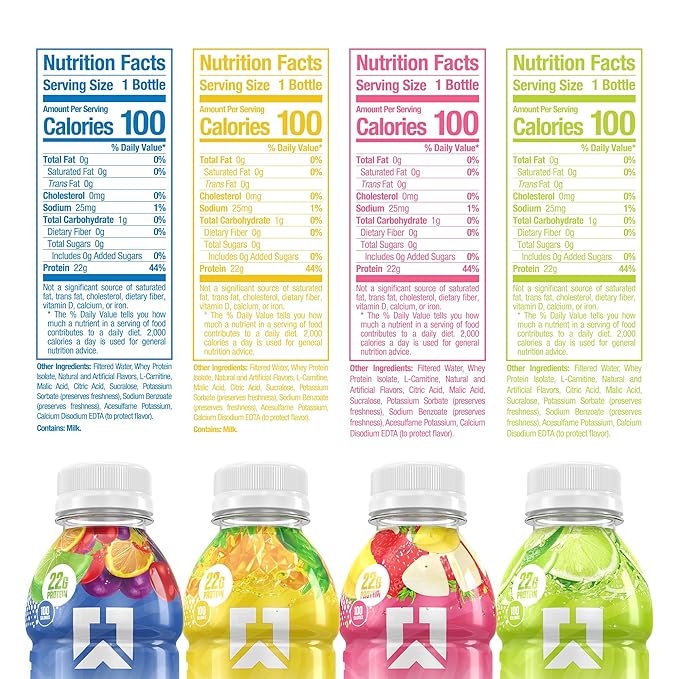 Nutrition Facts
Serving Size 1 Bottle
Amount Per Serving
Calories 100
% Daily Value*
Total Fat 0g 0%
Saturated Fat 0g 0%
Trans Fat 0g
Cholesterol 0mg 0%
Sodium 25mg 1%
Total Carbohydrate 1g 0%
Dietary Fiber 0g 0%
Total Sugars 0g
Includes 0g Added Sugars 0%
Protein 22g 44%
Not a significant source of saturated
fat, trans fat, cholesterol, dietary fiber,
vitamin D, calcium, or iron.
* The % Daily Value tells you how
much a nutrient in a serving of food
contributes to a daily diet. 2,000
calories a day is used for general
nutrition advice.
Other Ingredients: Filtered Water, Whey Protein
Isolate, Natural and Artificial Flavors, L-Carnitine,
Malic Acid, Citric Acid, Sucralose, Potassium
Sorbate (preserves freshness), Sodium Benzoate
(preserves freshness), Acesulfame Potassium,
Calcium Disodium EDTA (to protect flavor).
Contains: Milk.
Nutrition Facts
Serving Size 1 Bottle
Amount Per Serving
Calories 100
% Daily Value*
Total Fat 0g 0%
Saturated Fat 0g 0%
Trans Fat 0g
Cholesterol 0mg 0%
Sodium 25mg 1%
Total Carbohydrate 1g 0%
Dietary Fiber 0g 0%
Total Sugars 0g
Includes 0g Added Sugars 0%
Protein 22g 44%
Not a significant source of saturated
fat, trans fat, cholesterol, dietary fiber,
vitamin D, calcium, or iron.
* The % Daily Value tells you how
much a nutrient in a serving of food
contributes to a daily diet. 2,000
calories a day is used for general
nutrition advice.
Other Ingredients: Filtered Water, Whey Protein
Isolate, Natural and Artificial Flavors, L-Carnitine,
Malic Acid, Citric Acid, Sucralose, Potassium
Sorbate (preserves freshness), Sodium Benzoate
(preserves freshness), Acesulfame Potassium,
Calcium Disodium EDTA (to protect flavor).
Contains: Milk.
Nutrition Facts
Serving Size 1 Bottle
Amount Per Serving
Calories 100
% Daily Value*
Total Fat 0g 0%
Saturated Fat 0g 0%
Trans Fat 0g
Cholesterol 0mg 0%
Sodium 25mg 1%
Total Carbohydrate 1g 0%
Dietary Fiber 0g 0%
Total Sugars 0g
Includes 0g Added Sugars 0%
Protein 22g 44%
Not a significant source of saturated
fat, trans fat, cholesterol, dietary fiber,
vitamin D, calcium, or iron.
* The % Daily Value tells you how
much a nutrient in a serving of food
contributes to a daily diet. 2,000
calories a day is used for general
nutrition advice.
Other Ingredients: Filtered Water, Whey
Protein Isolate, L-Carnitine, Natural and
Artificial Flavors, Citric Acid, Malic Acid,
Sucralose, Potassium Sorbate (preserves
freshness), Sodium Benzoate (preserves
freshness), Acesulfame Potassium, Calcium
Disodium EDTA (to protect flavor).
Contains: Milk.
Nutrition Facts
Serving Size 1 Bottle
Amount Per Serving
Calories 100
% Daily Value*
Total Fat 0g 0%
Saturated Fat 0g 0%
Trans Fat 0g
Cholesterol 0mg 0%
Sodium 25mg 1%
Total Carbohydrate 1g 0%
Dietary Fiber 0g 0%
Total Sugars 0g
Includes 0g Added Sugars 0%
Protein 22g 44%
Not a significant source of saturated
fat, trans fat, cholesterol, dietary fiber,
vitamin D, calcium, or iron.
* The % Daily Value tells you how
much a nutrient in a serving of food
contributes to a daily diet. 2,000
calories a day is used for general
nutrition advice.
Other Ingredients: Filtered Water, Whey
Protein Isolate, L-Carnitine, Natural and
Artificial Flavors, Citric Acid, Malic Acid,
Sucralose, Potassium Sorbate (preserves
freshness), Sodium Benzoate (preserves
freshness), Acesulfame Potassium, Calcium
Disodium EDTA (to protect flavor).
Contains: Milk.
22G
PROTEIN
100
CALORIES
22G
PROTEIN
100
CALORIES
22G
PROTEIN
100
CALORIES
22G
PROTEIN
100
CALORIES